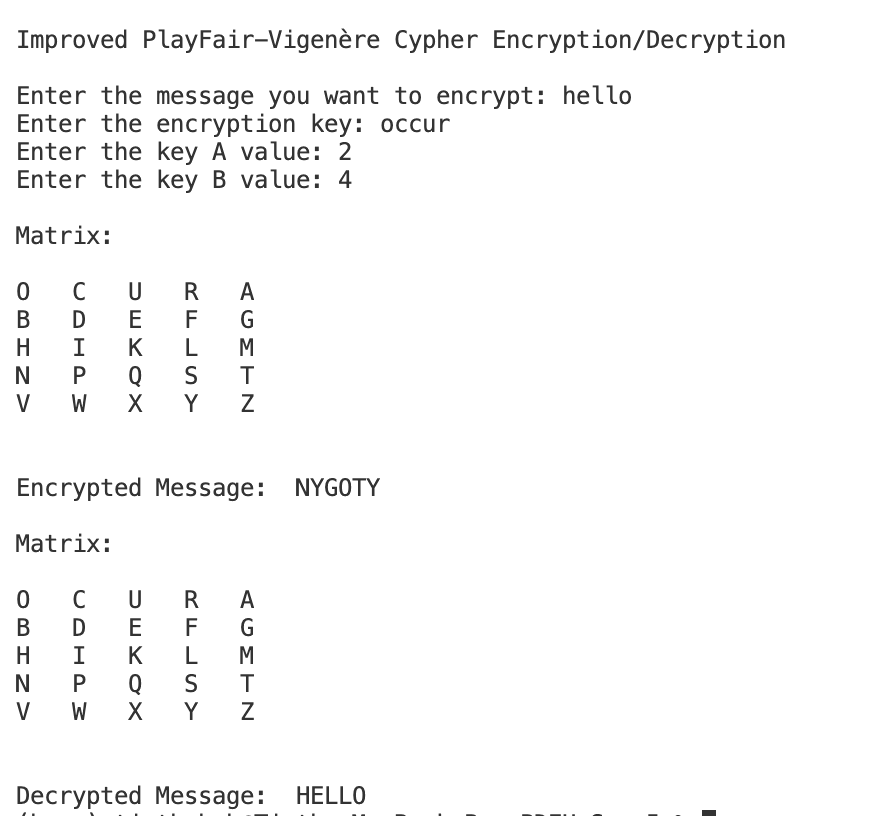 Improved PlayFair–Vigenère Cypher Encryption/Decryption
Enter the message you want to encrypt: hello
Enter the encryption key: occur
Enter the key A value: 2
Enter the key B value: 4
Matrix:
O C U R A
B D E F G
H I K L M
N P Q S T
V W X Y Z
Encrypted Message: NYGOTY
Matrix:
O C U R A
B D E F G
H I K L M
N P Q S T
V W X Y Z
Decrypted Message: HELLO